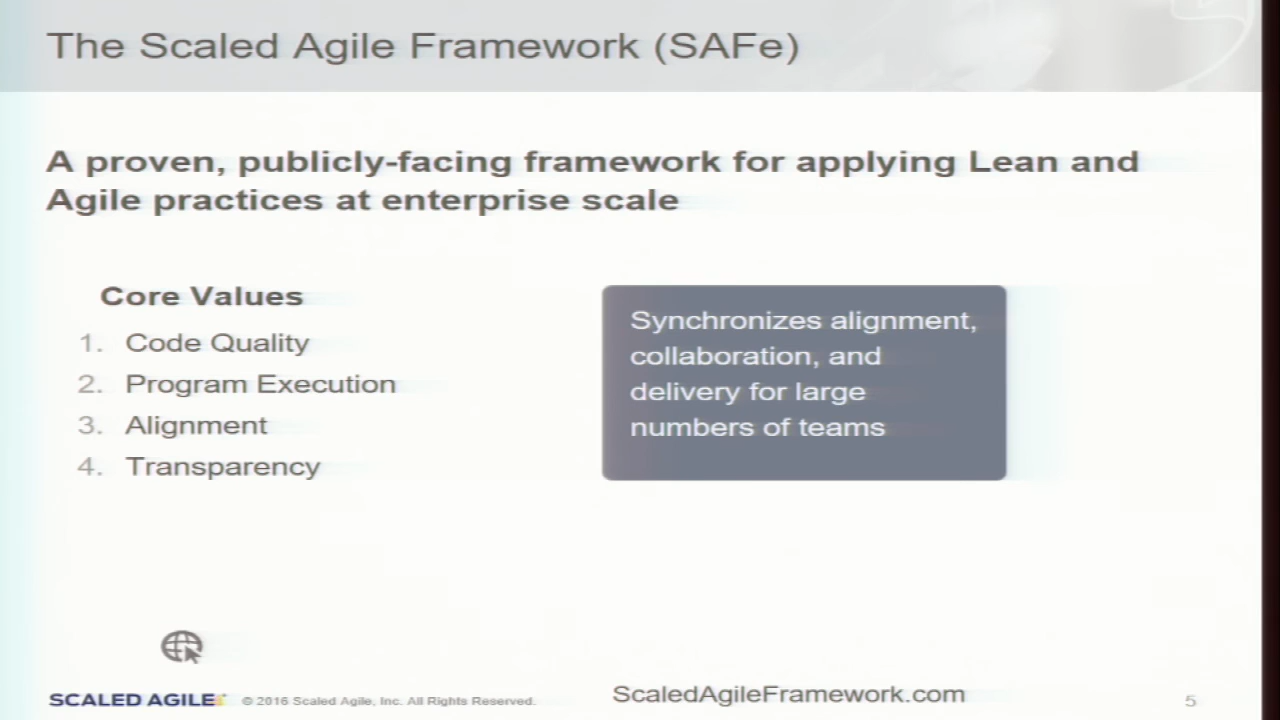 The Scaled Agile Framework (SAFe)
A proven, publicly-facing framework for applying Lean and
Agile practices at enterprise scale
Core Values
1. Code Quality
2. Program Execution
3. Alignment
4. Transparency
Synchronizes alignment,
collaboration, and
delivery for large
numbers of teams
SCALED AGILE
© 2016 Scaled Agile, Inc. All Rights Reserved.
ScaledAgileFramework.com
5